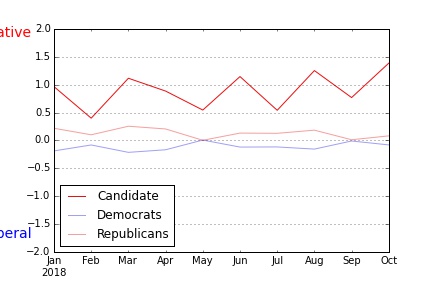 ative
2.0
1.5
1.0
0.5
0.0
−0.5
−1.0
−1.5
−2.0
beral
Candidate
Democrats
Republicans
Jan Feb Mar Apr May Jun Jul Aug Sep Oct
2018